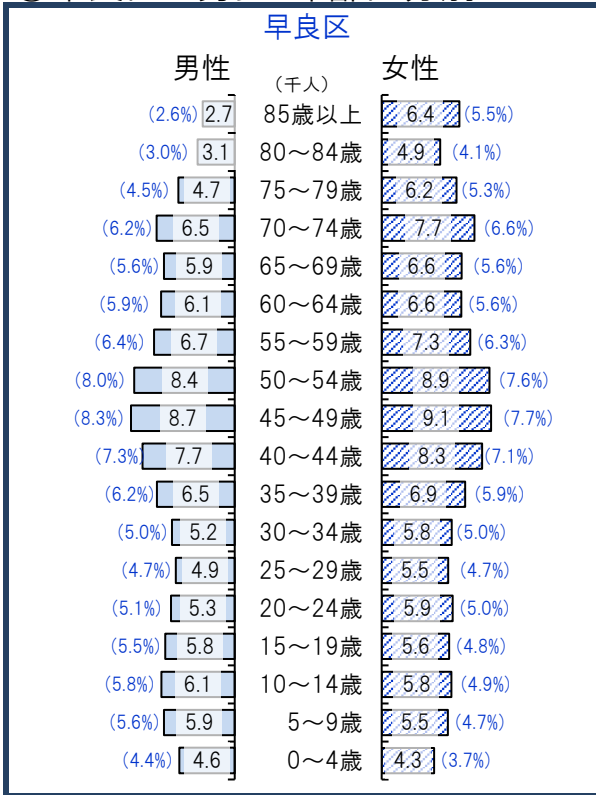 早良区
男性 女性
(千人)
(2.6%) 2.7 85歳以上 6.4 (5.5%)
(3.0%) 3.1 80～84歳 4.9 (4.1%)
(4.5%) 4.7 75～79歳 6.2 (5.3%)
(6.2%) 6.5 70～74歳 7.7 (6.6%)
(5.6%) 5.9 65～69歳 6.6 (5.6%)
(5.9%) 6.1 60～64歳 6.6 (5.6%)
(6.4%) 6.7 55～59歳 7.3 (6.3%)
(8.0%) 8.4 50～54歳 8.9 (7.6%)
(8.3%) 8.7 45～49歳 9.1 (7.7%)
(7.3%) 7.7 40～44歳 8.3 (7.1%)
(6.2%) 6.5 35～39歳 6.9 (5.9%)
(5.0%) 5.2 30～34歳 5.8 (5.0%)
(4.7%) 4.9 25～29歳 5.5 (4.7%)
(5.1%) 5.3 20～24歳 5.9 (5.0%)
(5.5%) 5.8 15～19歳 5.6 (4.8%)
(5.8%) 6.1 10～14歳 5.8 (4.9%)
(5.6%) 5.9 5～9歳 5.5 (4.7%)
(4.4%) 4.6 0～4歳 4.3 (3.7%)